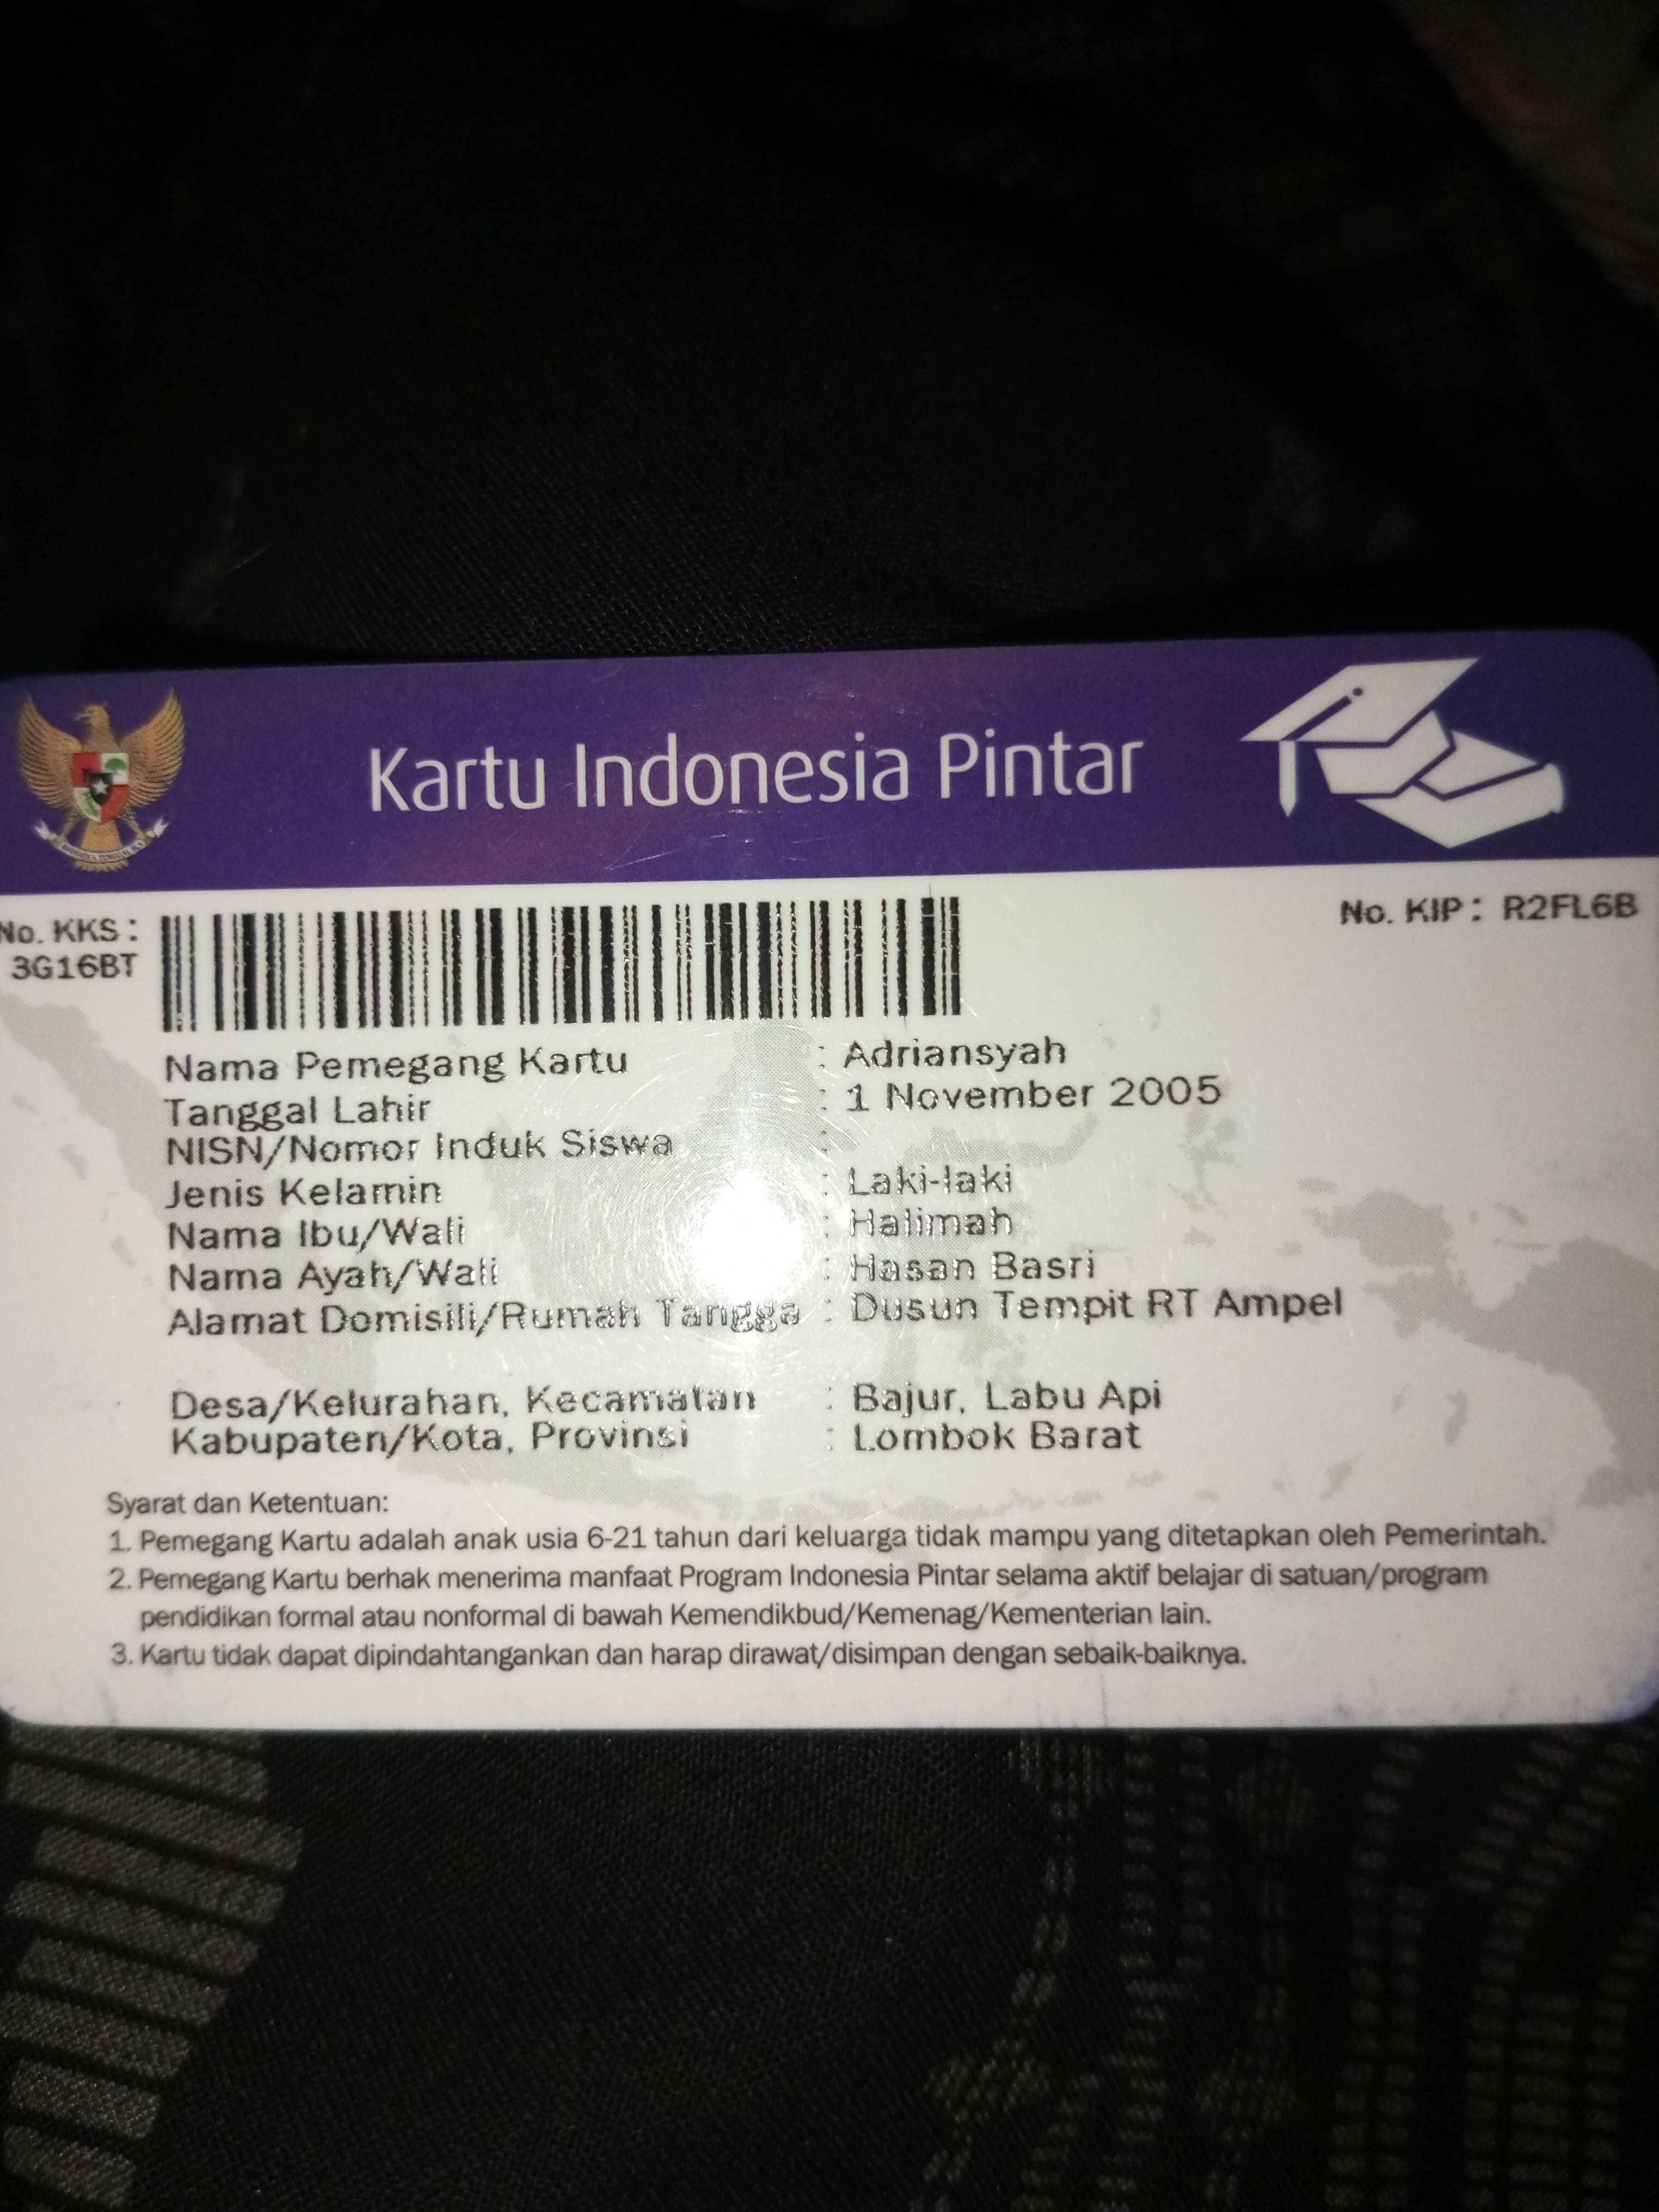 Kartu Indonesia Pintar
No. KKS :
3G16BT
No. KIP : R2FL6B
Nama Pemegang Kartu : Adriansyah
Tanggal Lahir : 1 November 2005
NISN/Nomor Induk Siswa :
Jenis Kelamin : Laki-laki
Nama Ibu/Wali : Halimah
Nama Ayah/Wali : Hasan Basri
Alamat Domisili/Rumah Tangga : Dusun Tempit RT Ampel
Desa/Kelurahan, Kecamatan : Bajur, Labu Api
Kabupaten/Kota, Provinsi : Lombok Barat
Syarat dan Ketentuan:
1. Pemegang Kartu adalah anak usia 6-21 tahun dari keluarga tidak mampu yang ditetapkan oleh Pemerintah.
2. Pemegang Kartu berhak menerima manfaat Program Indonesia Pintar selama aktif belajar di satuan/program
pendidikan formal atau nonformal di bawah Kemendikbud/Kemenag/Kementerian lain.
3. Kartu tidak dapat dipindahtangankan dan harap dirawat/disimpan dengan sebaik-baiknya.